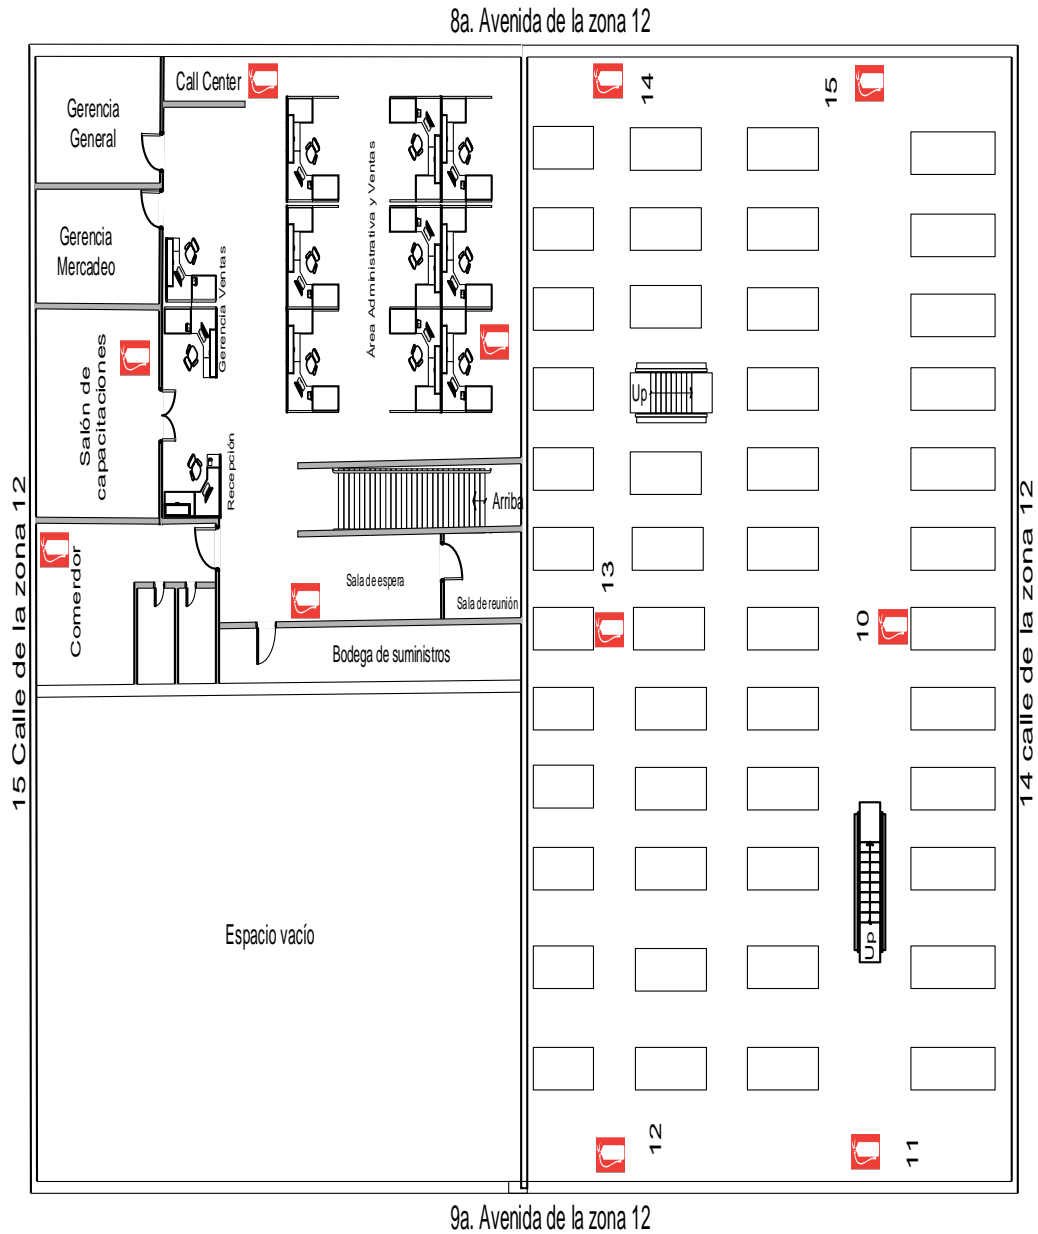 8a. Avenida de la zona 12
Call Center
14
15
Gerencia
General
Gerencia
Mercadeo
Gerencia Ventas
Área Administrativa y Ventas
Salón de
capacitaciones
Up
Recepción
Arriba
15 Calle de la zona 12
14 calle de la zona 12
Comerdor
Sala de espera
Sala de reunión
13
10
Bodega de suministros
Espacio vacío
Up
12
11
9a. Avenida de la zona 12